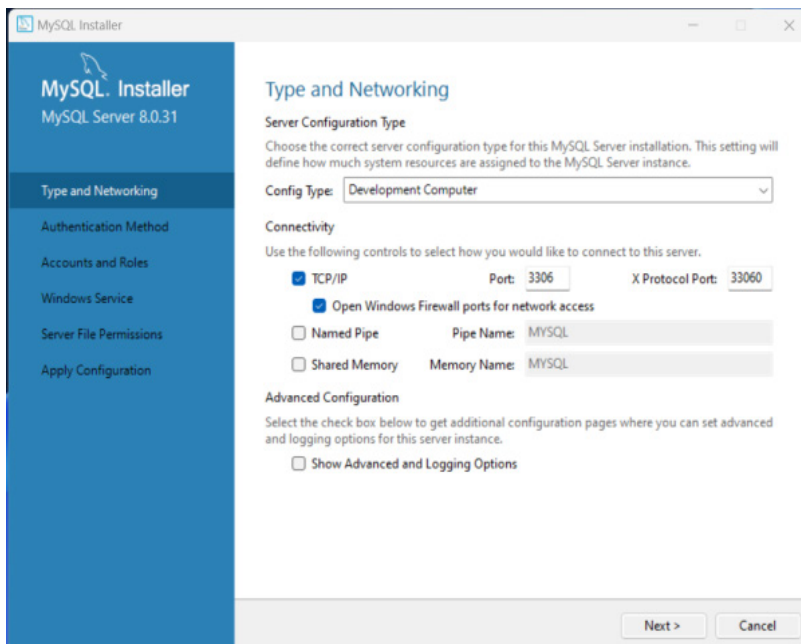 MySQL Installer
MySQL. Installer
MySQL Server 8.0.31
Type and Networking
Authentication Method
Accounts and Roles
Windows Service
Server File Permissions
Apply Configuration
Type and Networking
Server Configuration Type
Choose the correct server configuration type for this MySQL Server installation. This setting will
define how much system resources are assigned to the MySQL Server instance.
Config Type: Development Computer
Connectivity
Use the following controls to select how you would like to connect to this server.
TCP/IP Port: 3306 X Protocol Port: 33060
Open Windows Firewall ports for network access
Named Pipe Pipe Name: MYSQL
Shared Memory Memory Name: MYSQL
Advanced Configuration
Select the check box below to get additional configuration pages where you can set advanced
and logging options for this server instance.
Show Advanced and Logging Options
Next > Cancel